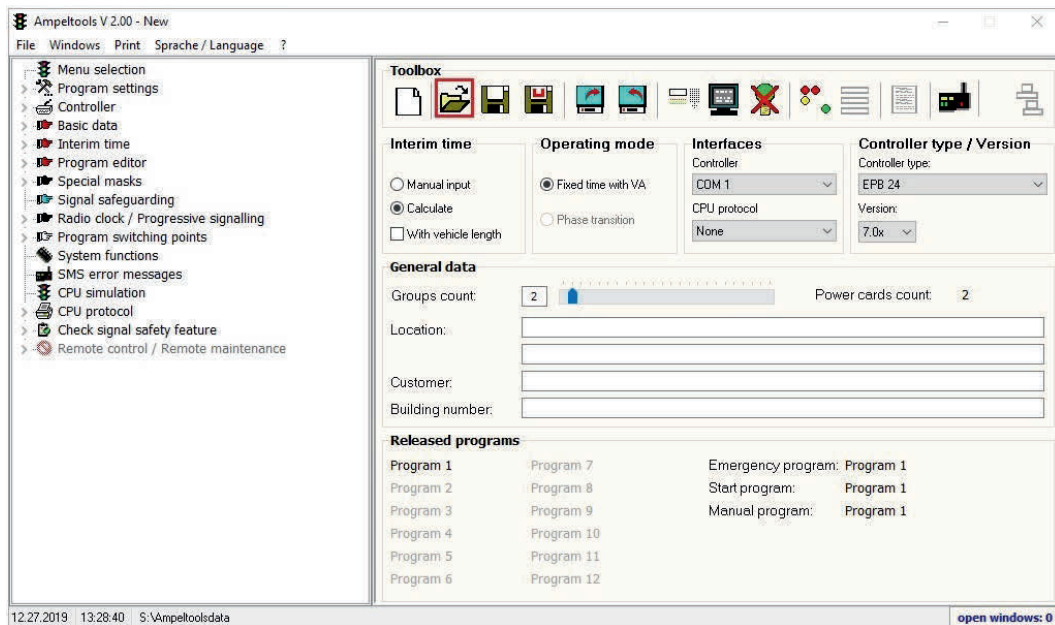 Ampeltools V 2.00 - New
File Windows Print Sprache / Language ?
Menu selection
Program settings
Controller
Basic data
Interim time
Program editor
Special masks
Signal safeguarding
Radio clock / Progressive signalling
Program switching points
System functions
SMS error messages
CPU simulation
CPU protocol
Check signal safety feature
Remote control / Remote maintenance
Toolbox
Interim time
Manual input
Calculate
With vehicle length
Operating mode
Fixed time with VA
Phase transition
Interfaces
Controller
COM 1
CPU protocol
None
Controller type / Version
Controller type:
EPB 24
Version:
7.0x
General data
Groups count: 2 Power cards count: 2
Location:
Customer:
Building number:
Released programs
Program 1 Program 7 Emergency program: Program 1
Program 2 Program 8 Start program: Program 1
Program 3 Program 9 Manual program: Program 1
Program 4 Program 10
Program 5 Program 11
Program 6 Program 12
12.27.2019 13:28:40 S:\Ampeltoolsdata open windows: 0